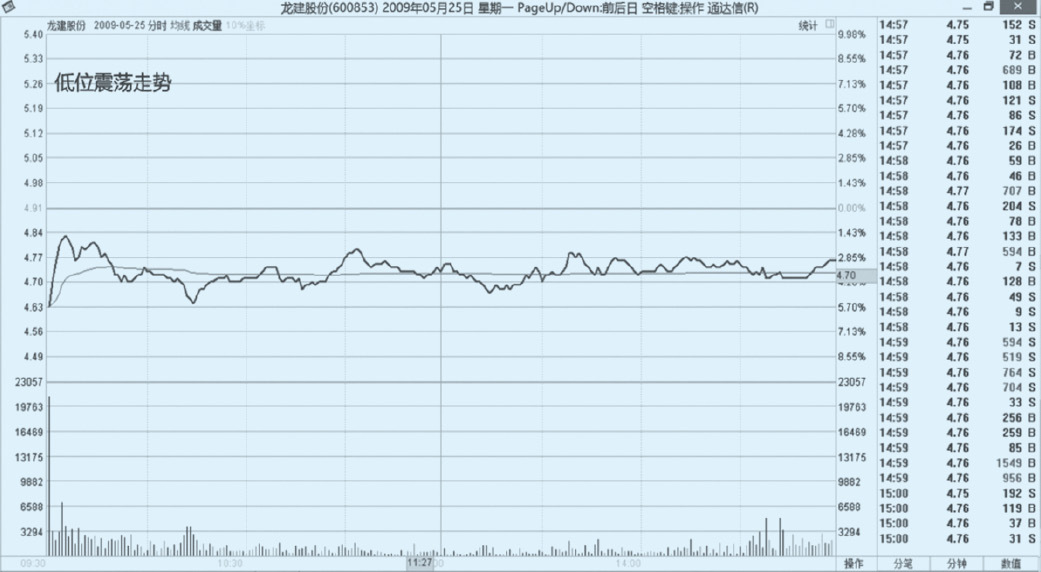 龙建股份(600853) 2009年05月25日 星期一 PageUp/Down:前后日 空格键:操作 通达信(R)
龙建股份 2009-05-25 分时 均线 成交量 10%坐标 统计
低位震荡走势
5.40 9.98%
5.33 8.55%
5.26 7.13%
5.19 5.70%
5.12 4.28%
5.05 2.85%
4.98 1.43%
4.91 0.00%
4.84 1.43%
4.77 2.85%
4.70 4.70
4.63 5.70%
4.56 7.13%
4.49 8.55%
23057 23057
19763 19763
16469 16469
13175 13175
9882 9882
6588 6588
3294 3294
09:30 10:30 11:27 14:00 操作
14:57 4.75 152 S
14:57 4.75 31 S
14:57 4.76 72 B
14:57 4.76 689 B
14:57 4.76 108 B
14:57 4.76 121 S
14:57 4.76 86 S
14:57 4.76 174 S
14:57 4.76 26 B
14:58 4.76 59 B
14:58 4.76 46 B
14:58 4.77 707 B
14:58 4.76 204 S
14:58 4.76 78 B
14:58 4.76 133 B
14:58 4.77 594 B
14:58 4.76 7 S
14:58 4.76 128 B
14:58 4.76 49 S
14:58 4.76 9 S
14:58 4.76 13 S
14:59 4.76 594 S
14:59 4.76 519 S
14:59 4.76 764 S
14:59 4.76 704 S
14:59 4.76 33 S
14:59 4.76 256 B
14:59 4.76 259 B
14:59 4.76 85 B
14:59 4.76 1549 B
14:59 4.76 956 B
15:00 4.75 192 S
15:00 4.76 119 B
15:00 4.76 37 B
15:00 4.76 31 S
分笔 分钟 数值